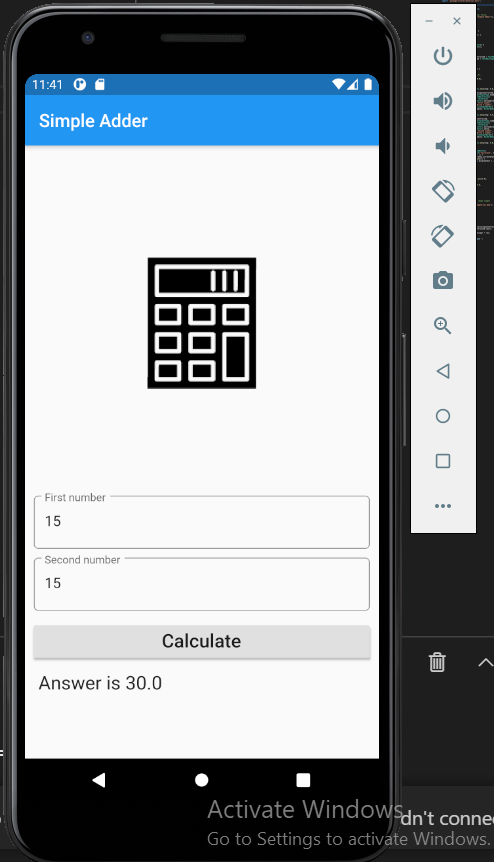 11:41
Simple Adder
First number
15
Second number
15
Calculate
Answer is 30.0
Activate Windows
dn't connec
Go to Settings to activate Windows.